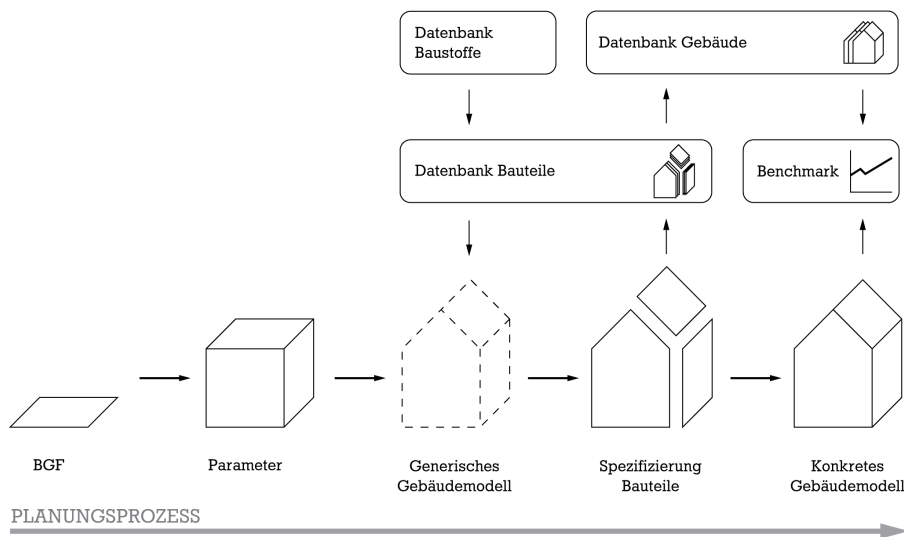 Datenbank
Baustoffe
Datenbank Gebäude
Datenbank Bauteile
Benchmark
BGF
Parameter
Generisches
Gebäudemodell
Spezifizierung
Bauteile
Konkretes
Gebäudemodell
PLANUNGSPROZESS